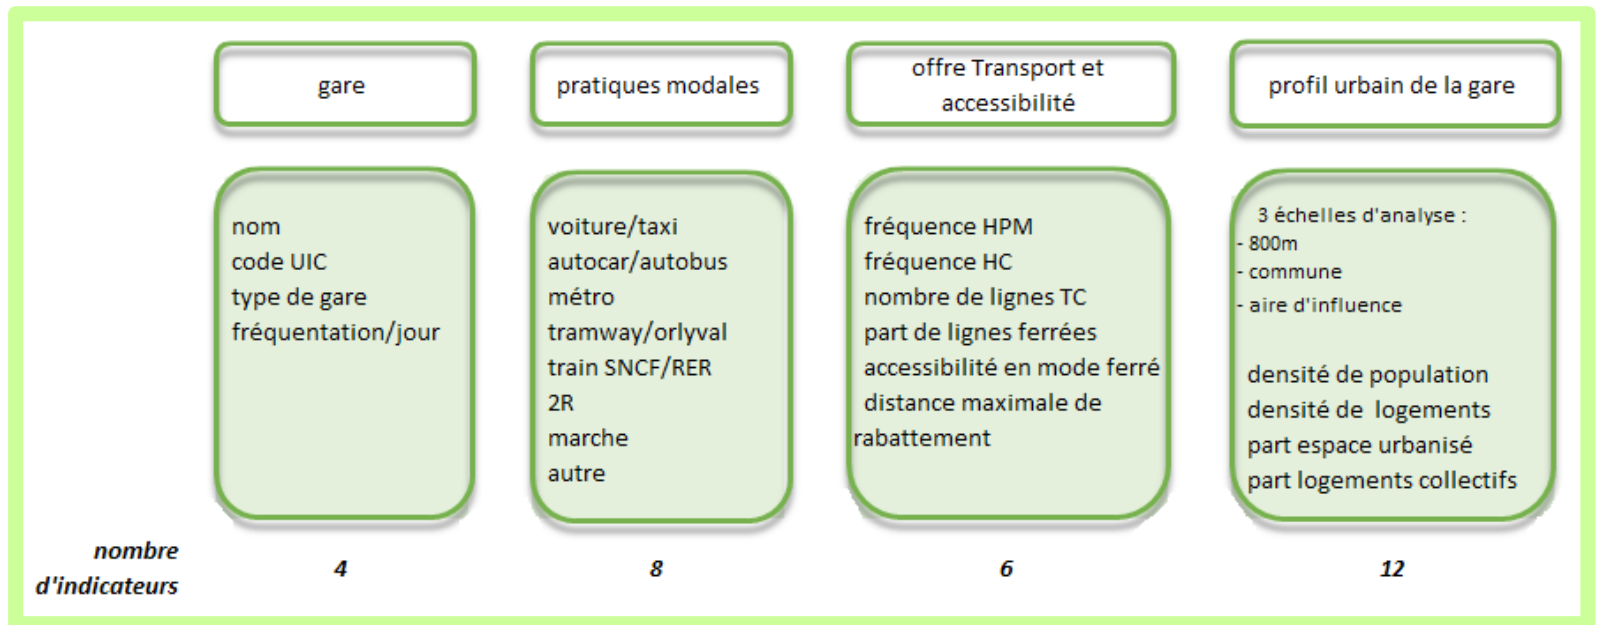 gare
pratiques modales
offre Transport et
accessibilité
profil urbain de la gare
nom
code UIC
type de gare
fréquentation/jour
voiture/taxi
autocar/autobus
métro
tramway/orlyval
train SNCF/RER
2R
marche
autre
fréquence HPM
fréquence HC
nombre de lignes TC
part de lignes ferrées
accessibilité en mode ferré
distance maximale de
rabattement
3 échelles d'analyse :
- 800m
- commune
- aire d'influence
densité de population
densité de logements
part espace urbanisé
part logements collectifs
nombre
d'indicateurs
4
8
6
12